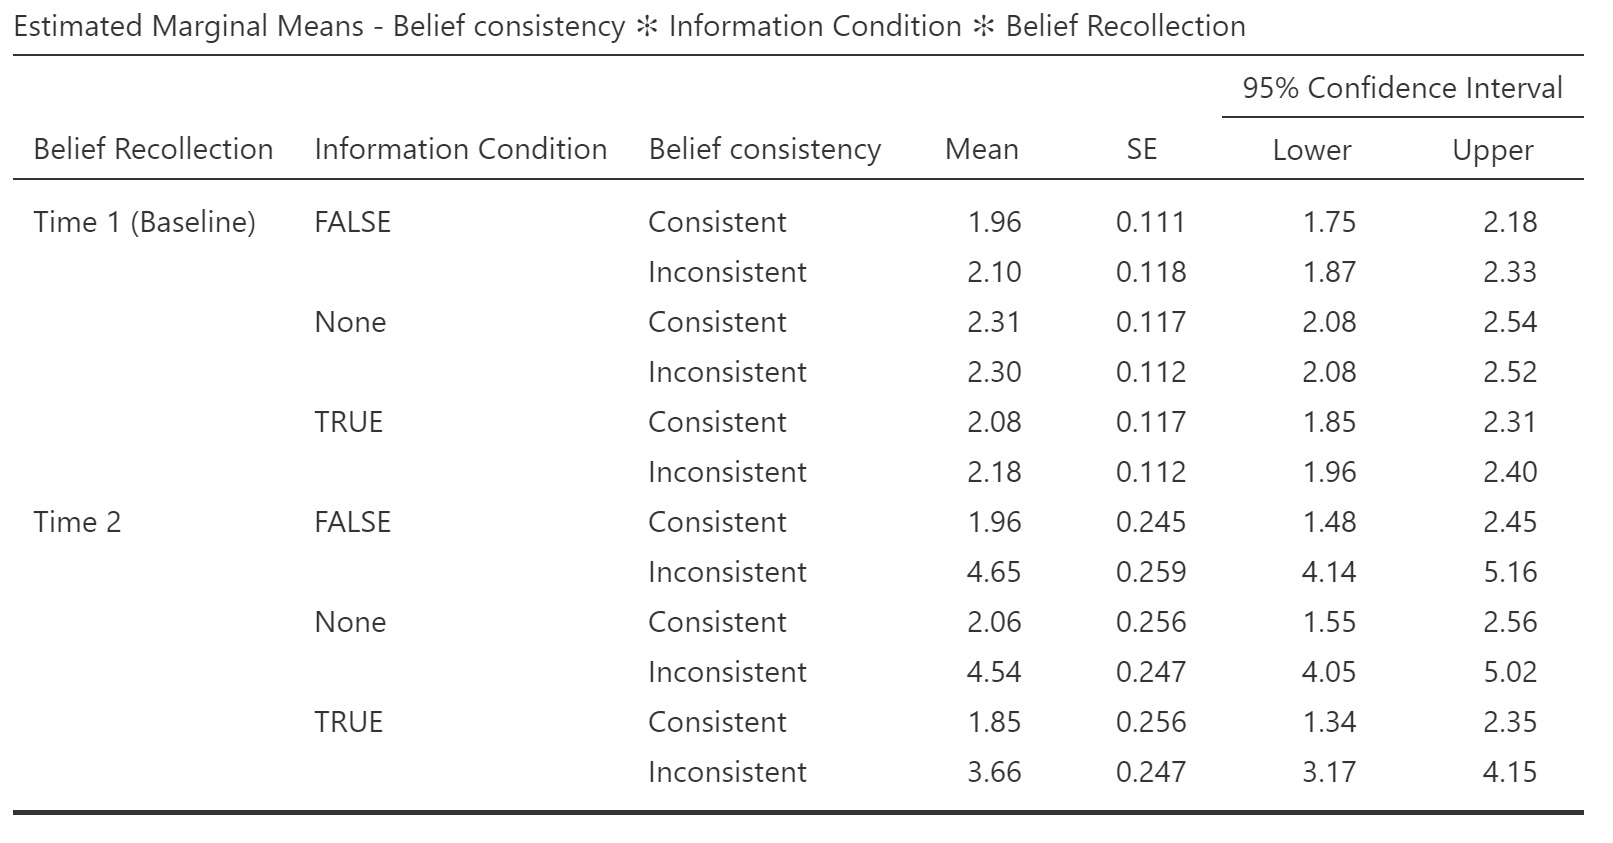 Estimated Marginal Means - Belief consistency ✻ Information Condition ✻ Belief Recollection
95% Confidence Interval
Belief Recollection Information Condition Belief consistency Mean SE Lower Upper
Time 1 (Baseline) FALSE Consistent 1.96 0.111 1.75 2.18
Inconsistent 2.10 0.118 1.87 2.33
None Consistent 2.31 0.117 2.08 2.54
Inconsistent 2.30 0.112 2.08 2.52
TRUE Consistent 2.08 0.117 1.85 2.31
Inconsistent 2.18 0.112 1.96 2.40
Time 2 FALSE Consistent 1.96 0.245 1.48 2.45
Inconsistent 4.65 0.259 4.14 5.16
None Consistent 2.06 0.256 1.55 2.56
Inconsistent 4.54 0.247 4.05 5.02
TRUE Consistent 1.85 0.256 1.34 2.35
Inconsistent 3.66 0.247 3.17 4.15